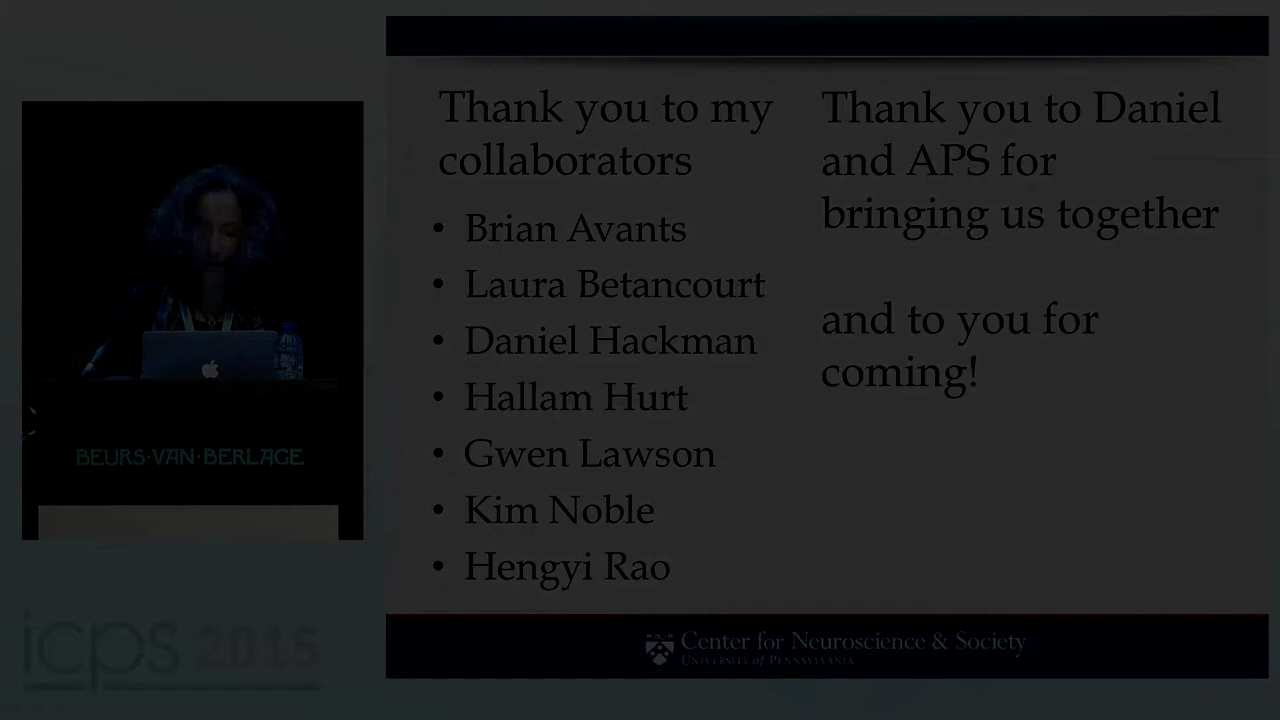 Thank you to my
collaborators
• Brian Avants
• Laura Betancourt
• Daniel Hackman
• Hallam Hurt
• Gwen Lawson
• Kim Noble
• Hengyi Rao
Thank you to Daniel
and APS for
bringing us together
and to you for
coming!
BEURS·VAN·BERLAGE
icps 2015
Center for Neuroscience & Society
UNIVERSITY of PENNSYLVANIA